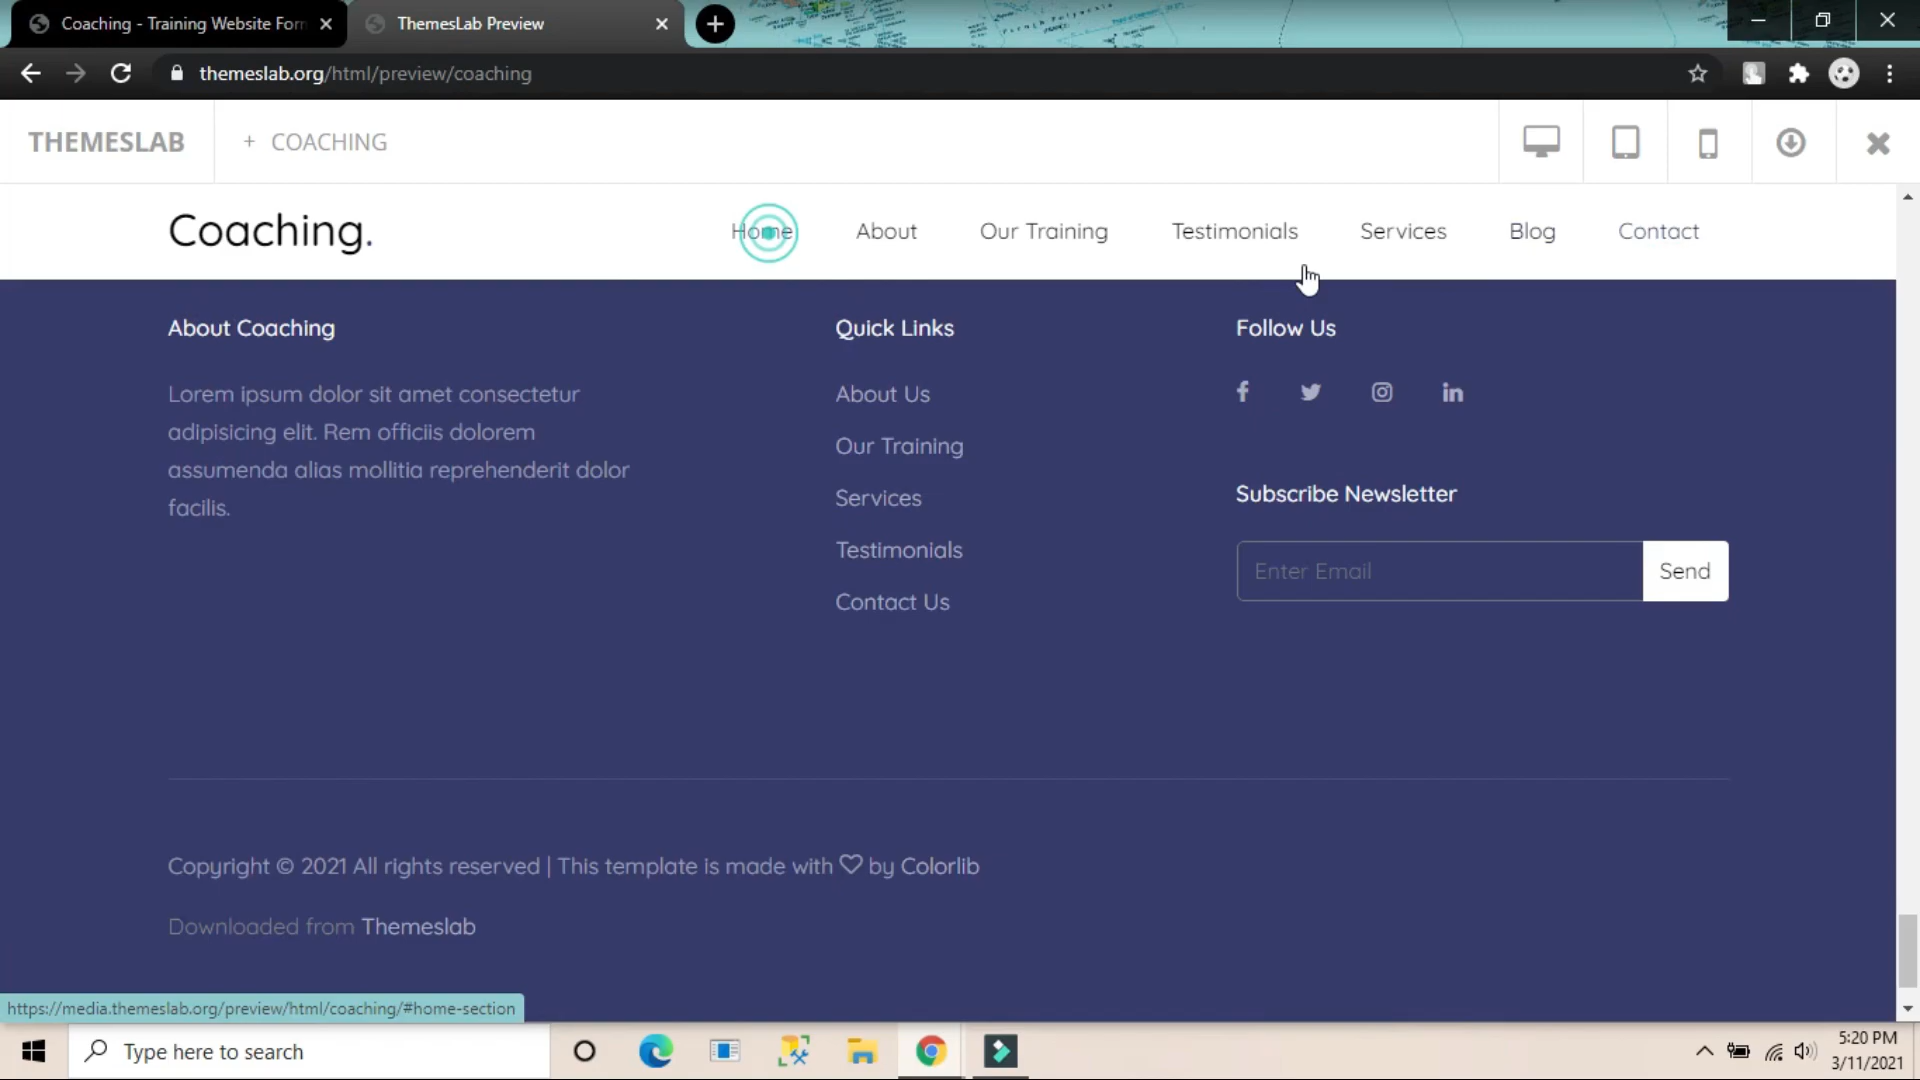 Coaching - Training Website Forn
ThemesLab Preview
themeslab.org/html/preview/coaching
THEMESLAB
+ COACHING
Coaching.
Home
About
Our Training
Testimonials
Services
Blog
Contact
About Coaching
Lorem ipsum dolor sit amet consectetur
adipisicing elit. Rem officiis dolorem
assumenda alias mollitia reprehenderit dolor
facilis.
Quick Links
About Us
Our Training
Services
Testimonials
Contact Us
Follow Us
Subscribe Newsletter
Enter Email
Send
Copyright © 2021 All rights reserved | This template is made with ♡ by Colorlib
Downloaded from Themeslab
https://media.themeslab.org/preview/html/coaching/#home-section
Type here to search
5:20 PM
3/11/2021